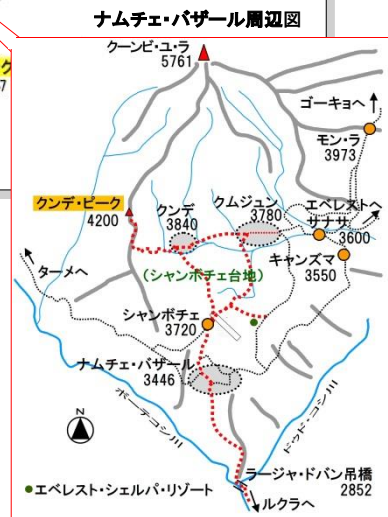 ナムチェ・バザール周辺図
クーンビ・ユ・ラ
5761
ク
7
ゴーキョへ
モン・ラ
3973
クンデ・ピーク
4200
クンデ
3840
クムジュン
3780
エベレストへ
サナサ
3600
キャンズマ
3550
ターメへ
(シャンボチェ台地)
シャンボチェ
3720
ナムチェ・バザール
3446
ボーテコシ川
ドゥド・コシ川
N
ラージャ・ドバン吊橋
2852
●エベレスト・シェルパ・リゾート
ルクラへ